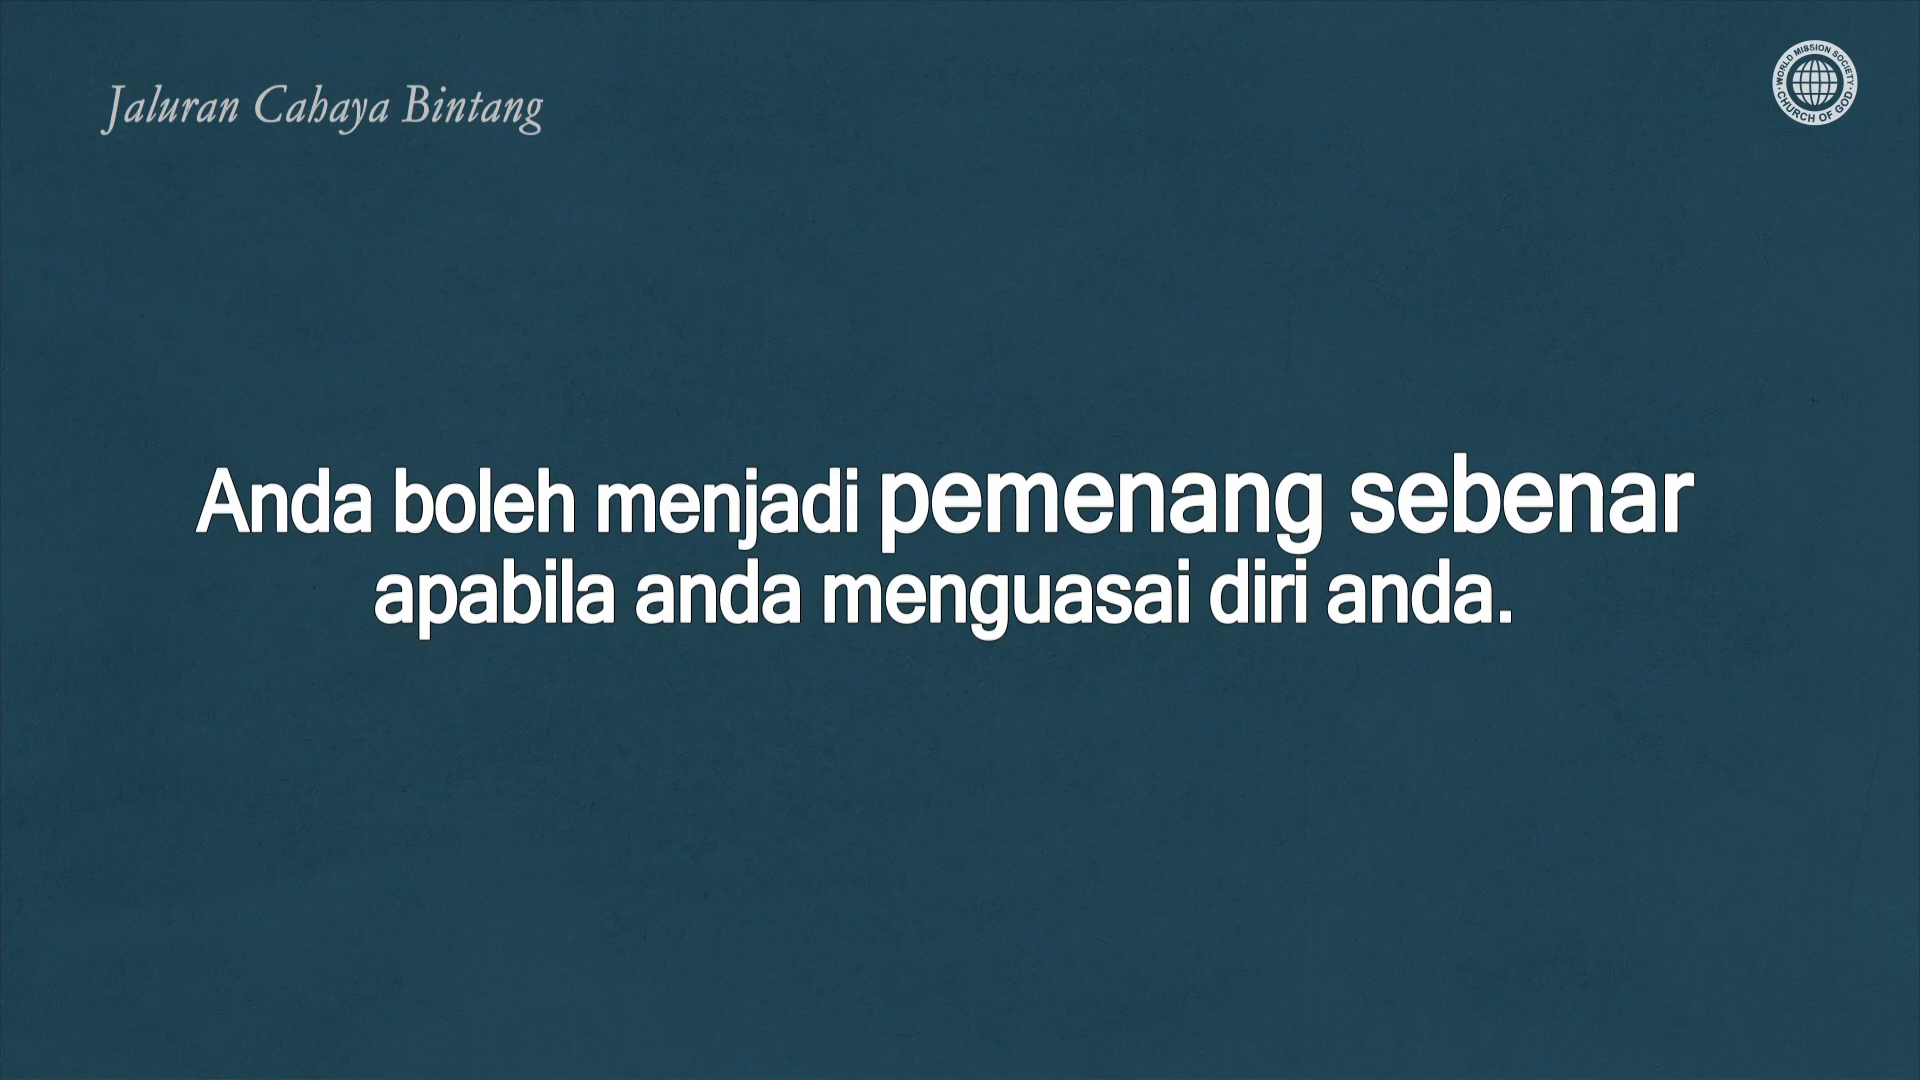 Jaluran Cahaya Bintang
WORLD MISSION SOCIETY
CHURCH OF GOD
Anda boleh menjadi pemenang sebenar
apabila anda menguasai diri anda.